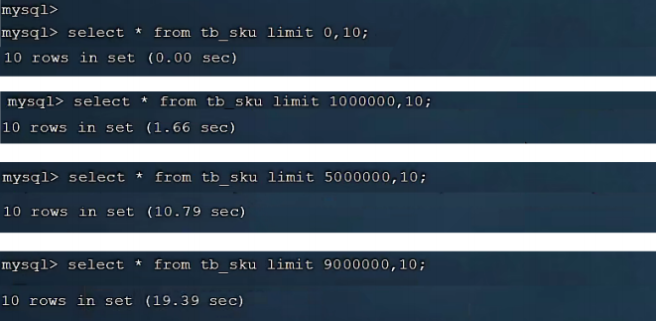 mysql>
mysql> select * from tb_sku limit 0,10;
10 rows in set (0.00 sec)
mysql> select * from tb_sku limit 1000000,10;
10 rows in set (1.66 sec)
mysql> select * from tb_sku limit 5000000,10;
10 rows in set (10.79 sec)
mysql> select * from tb_sku limit 9000000,10;
10 rows in set (19.39 sec)